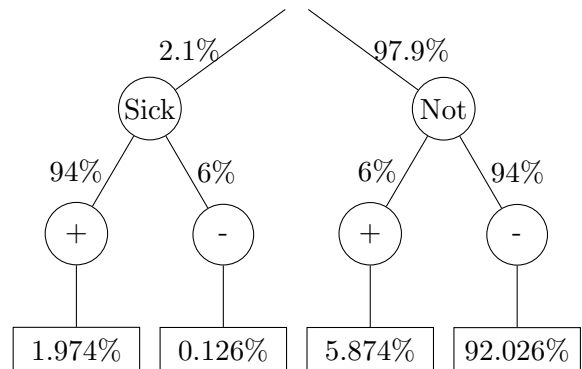 2.1% 97.9%
Sick Not
94% 6% 6% 94%
+ - + -
1.974% 0.126% 5.874% 92.026%